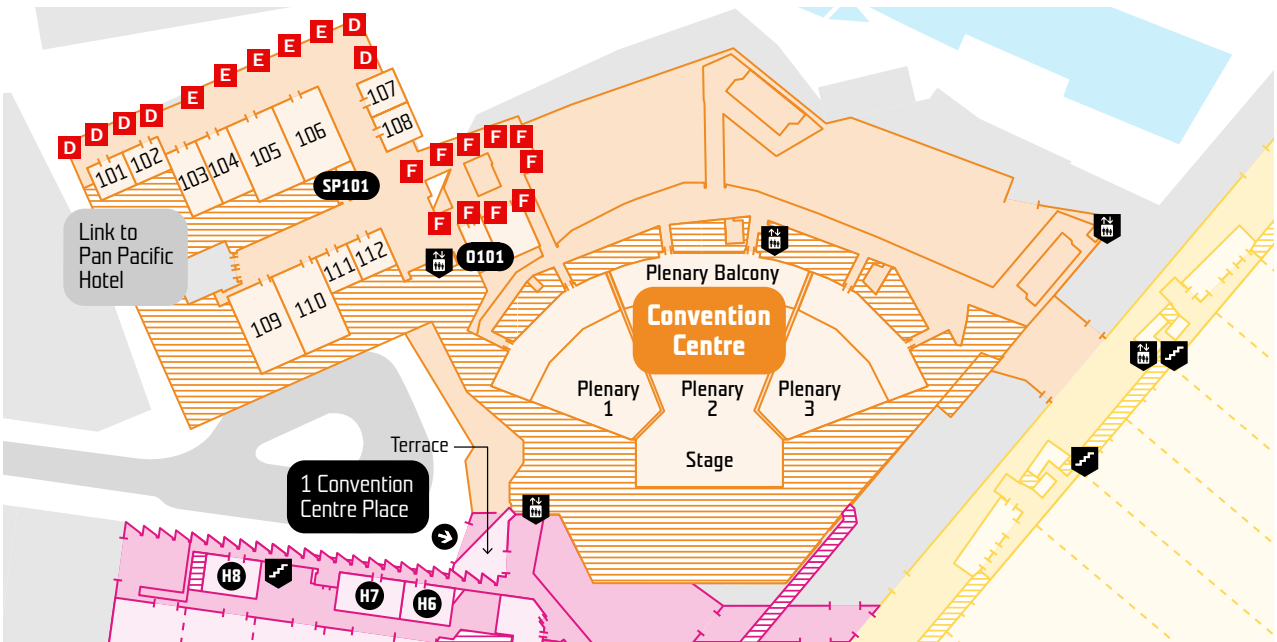 D
E
E
D
E
E
E
D
D
D
D
107
108
106
105
104
103
102
101
F
F
F
F
F
F
F
F
F
F
SP101
Link to
Pan Pacific
Hotel
112
111
110
109
O101
Plenary Balcony
Convention
Centre
Plenary
1
Plenary
2
Plenary
3
Terrace
Stage
1 Convention
Centre Place
H8
H7
H6